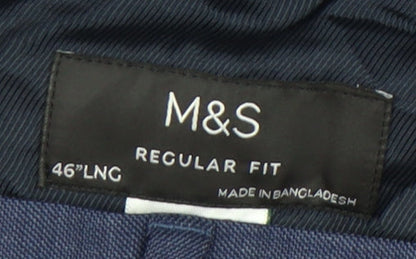 M&S
REGULAR FIT
46"LNG
MADE IN BANGLADESH